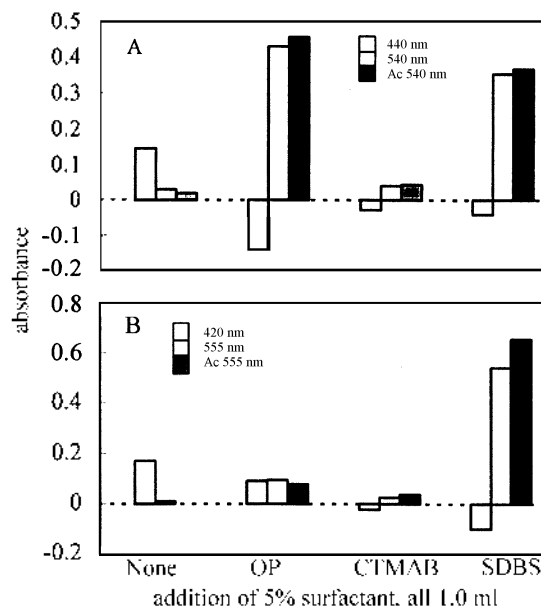 A
0.5
0.4
0.3
0.2
0.1
0
-0.1
0.2
440 nm
540 nm
Ac 540 nm
absorbance
B
0.8
0.6
0.4
0.2
0
-0.2
420 nm
555 nm
Ac 555 nm
None OP CTMAB SDBS
addition of 5% surfactant, all 1.0 ml